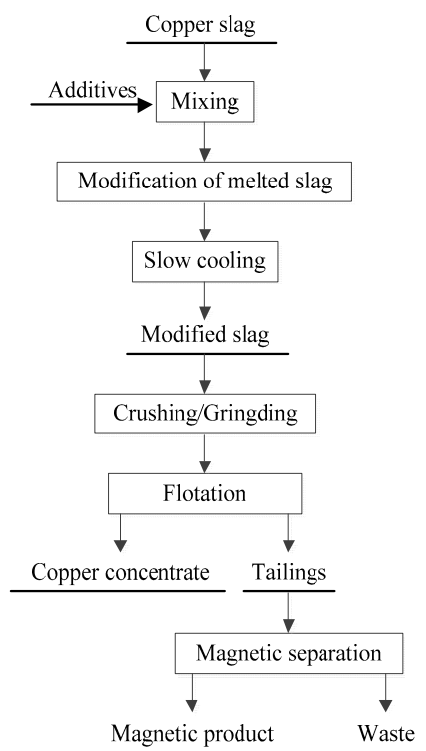 Copper slag
Additives
Mixing
Modification of melted slag
Slow cooling
Modified slag
Crushing/Gringding
Flotation
Copper concentrate
Tailings
Magnetic separation
Magnetic product
Waste